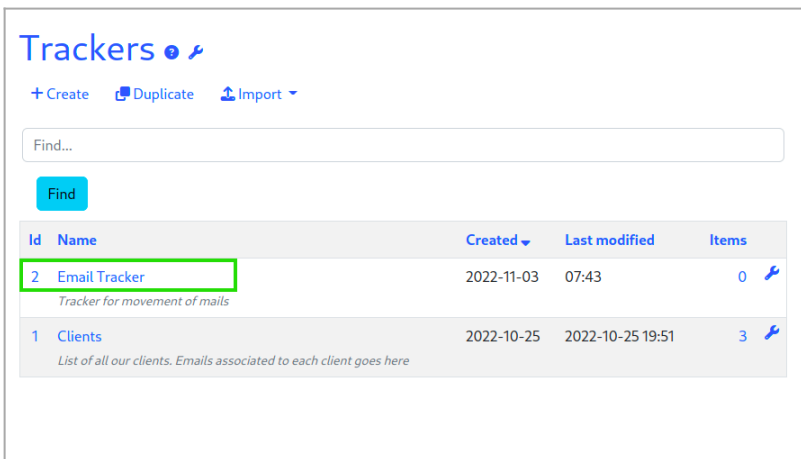 Trackers
Create Duplicate Import
Find...
Find
Id Name Created Last modified Items
2 Email Tracker 2022-11-03 07:43 0
Tracker for movement of mails
1 Clients 2022-10-25 2022-10-25 19:51 3
List of all our clients. Emails associated to each client goes here